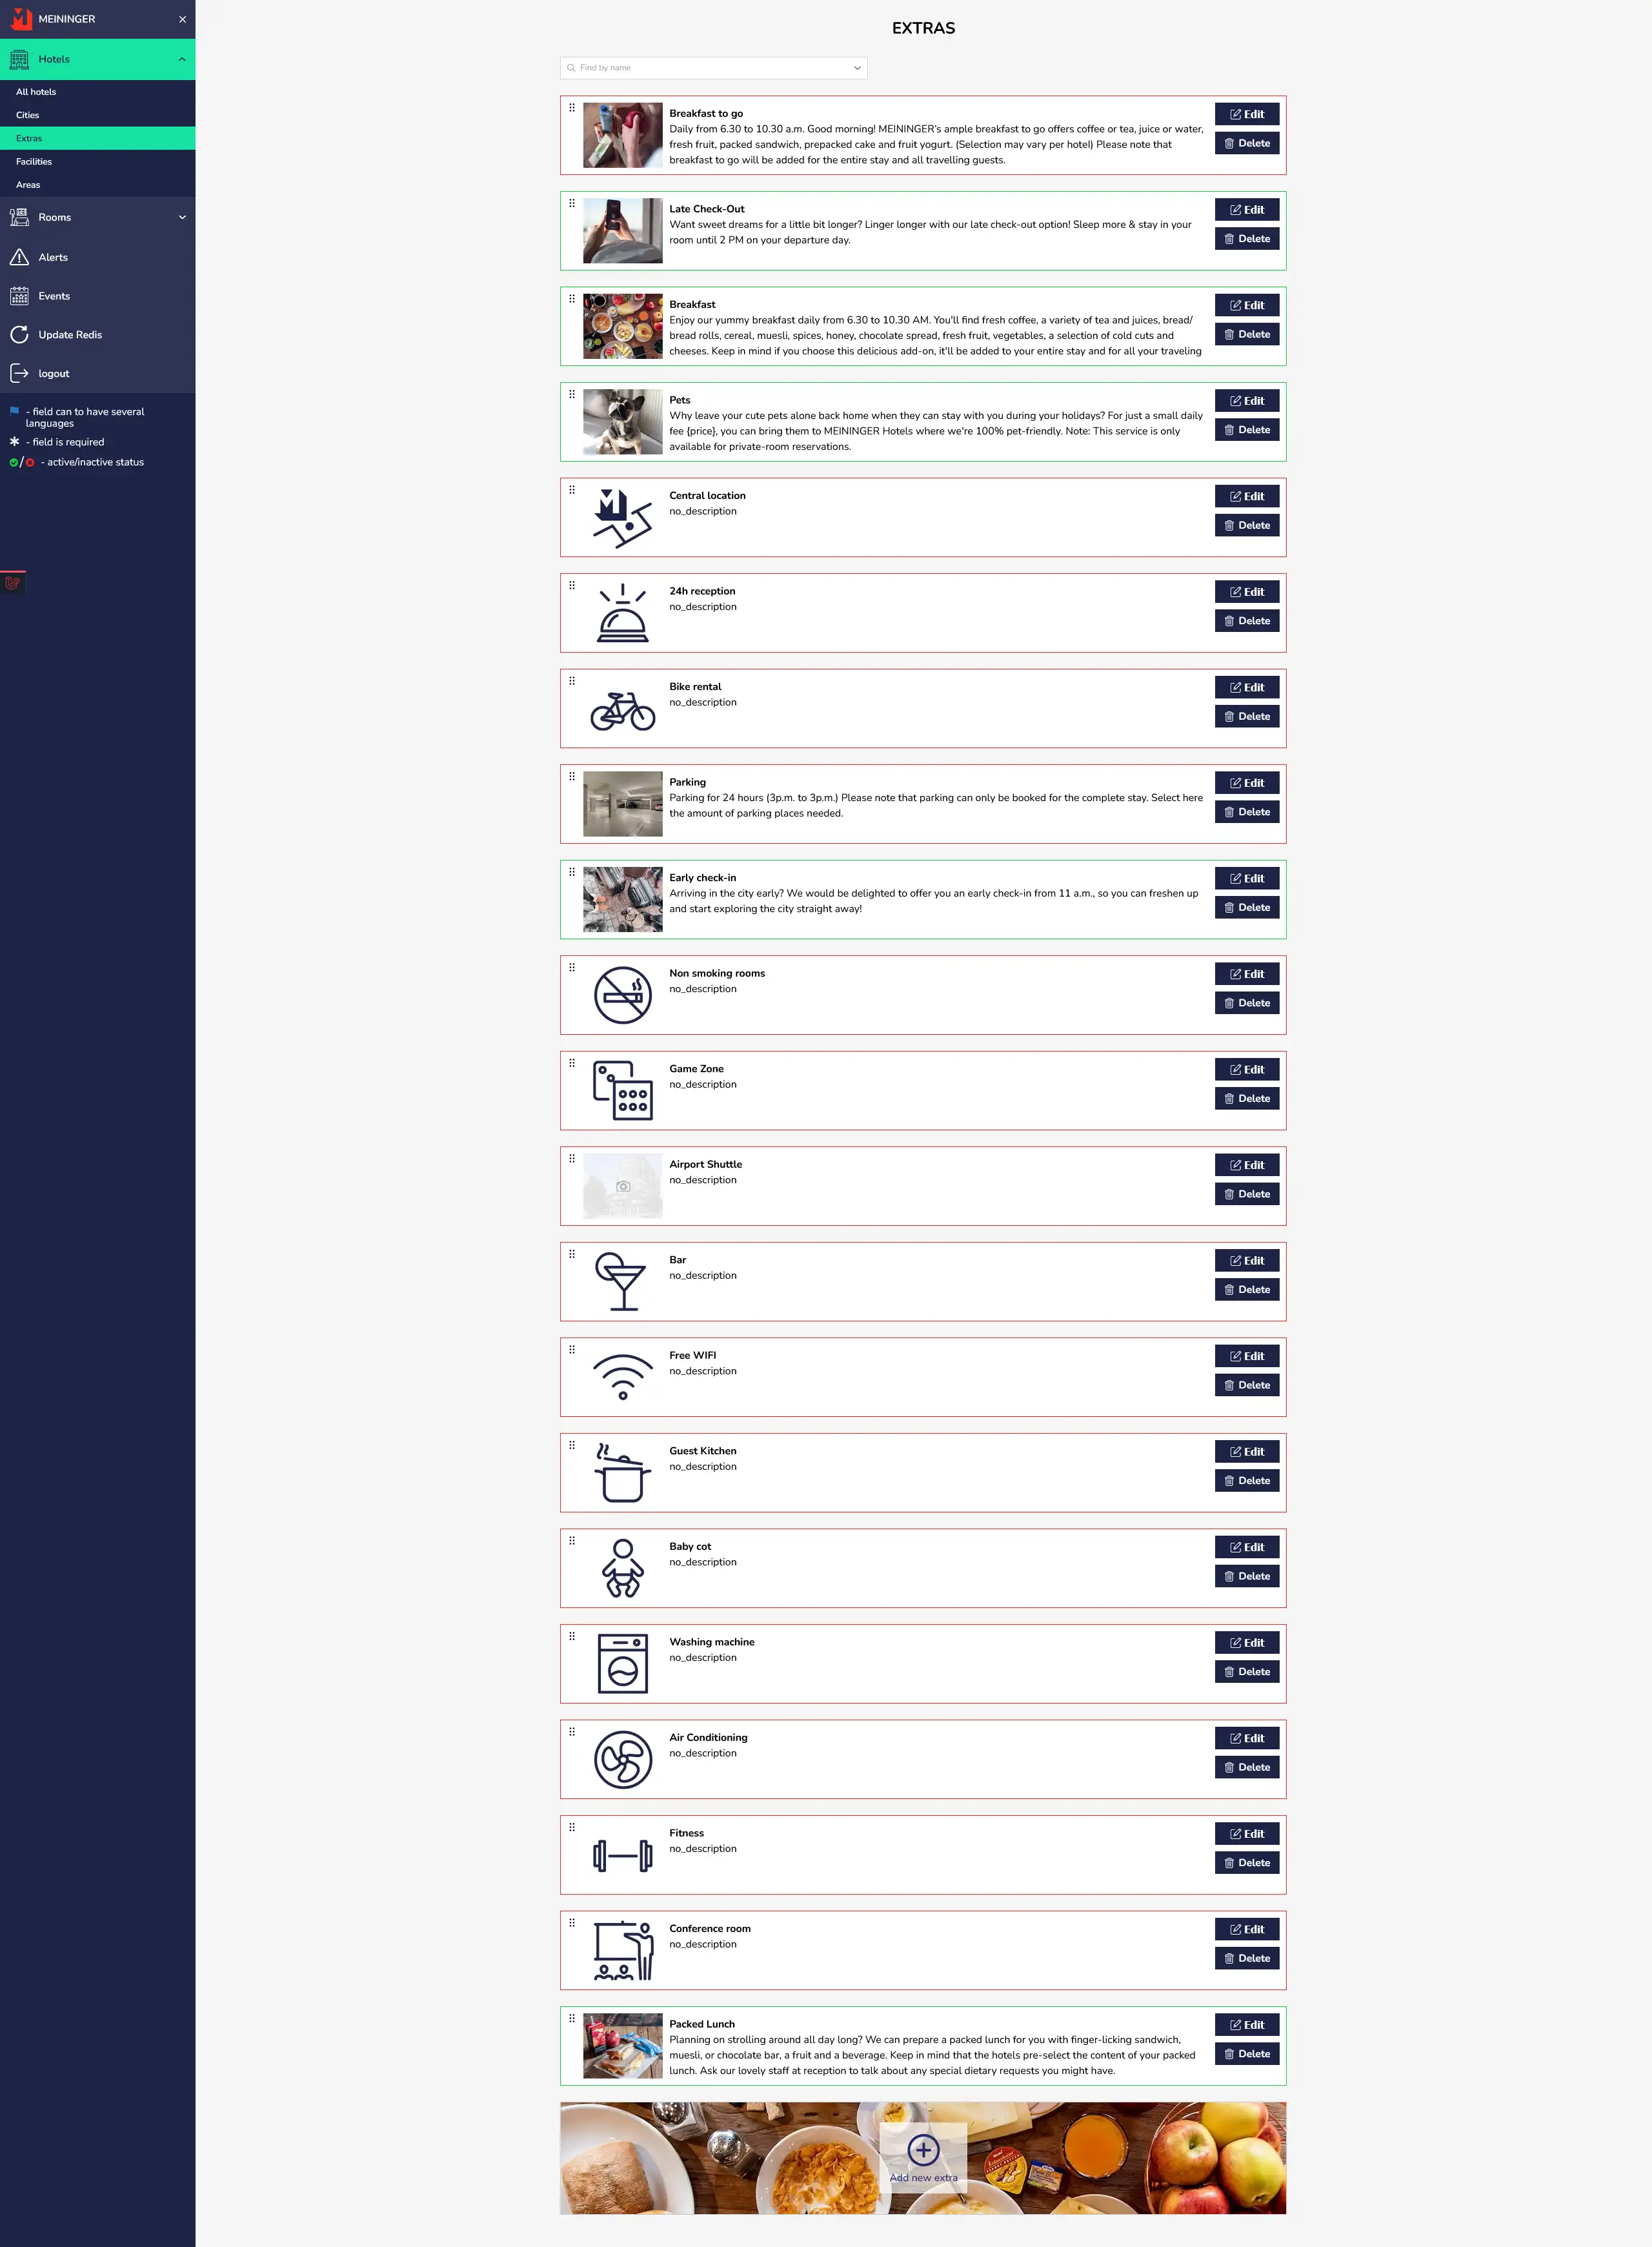 MEININGER
Hotels
All hotels
Cities
Extras
Facilities
Areas
Rooms
Alerts
Events
Update Redis
logout
- field can to have several
languages
- field is required
/ - active/inactive status
EXTRAS
Find by name
Breakfast to go
Daily from 6.30 to 10.30 a.m. Good morning! MEININGER's ample breakfast to go offers coffee or tea, juice or water,
fresh fruit, packed sandwich, prepacked cake and fruit yogurt. (Selection may vary per hotel) Please note that
breakfast to go will be added for the entire stay and all travelling guests.
Edit
Delete
Late Check-Out
Want sweet dreams for a little bit longer? Linger longer with our late check-out option! Sleep more & stay in your
room until 2 PM on your departure day.
Edit
Delete
Breakfast
Enjoy our yummy breakfast daily from 6.30 to 10.30 AM. You'll find fresh coffee, a variety of tea and juices, bread/
bread rolls, cereal, muesli, spices, honey, chocolate spread, fresh fruit, vegetables, a selection of cold cuts and
cheeses. Keep in mind if you choose this delicious add-on, it'll be added to your entire stay and for all your traveling
Edit
Delete
Pets
Why leave your cute pets alone back home when they can stay with you during your holidays? For just a small daily
fee {price}, you can bring them to MEININGER Hotels where we're 100% pet-friendly. Note: This service is only
available for private-room reservations.
Edit
Delete
Central location
no_description
Edit
Delete
24h reception
no_description
Edit
Delete
Bike rental
no_description
Edit
Delete
Parking
Parking for 24 hours (3p.m. to 3p.m.) Please note that parking can only be booked for the complete stay. Select here
the amount of parking places needed.
Edit
Delete
Early check-in
Arriving in the city early? We would be delighted to offer you an early check-in from 11 a.m., so you can freshen up
and start exploring the city straight away!
Edit
Delete
Non smoking rooms
no_description
Edit
Delete
Game Zone
no_description
Edit
Delete
Airport Shuttle
no_description
Edit
Delete
Bar
no_description
Edit
Delete
Free WIFI
no_description
Edit
Delete
Guest Kitchen
no_description
Edit
Delete
Baby cot
no_description
Edit
Delete
Washing machine
no_description
Edit
Delete
Air Conditioning
no_description
Edit
Delete
Fitness
no_description
Edit
Delete
Conference room
no_description
Edit
Delete
Packed Lunch
Planning on strolling around all day long? We can prepare a packed lunch for you with finger-licking sandwich,
muesli, or chocolate bar, a fruit and a beverage. Keep in mind that the hotels pre-select the content of your packed
lunch. Ask our lovely staff at reception to talk about any special dietary requests you might have.
Edit
Delete
Add new extra